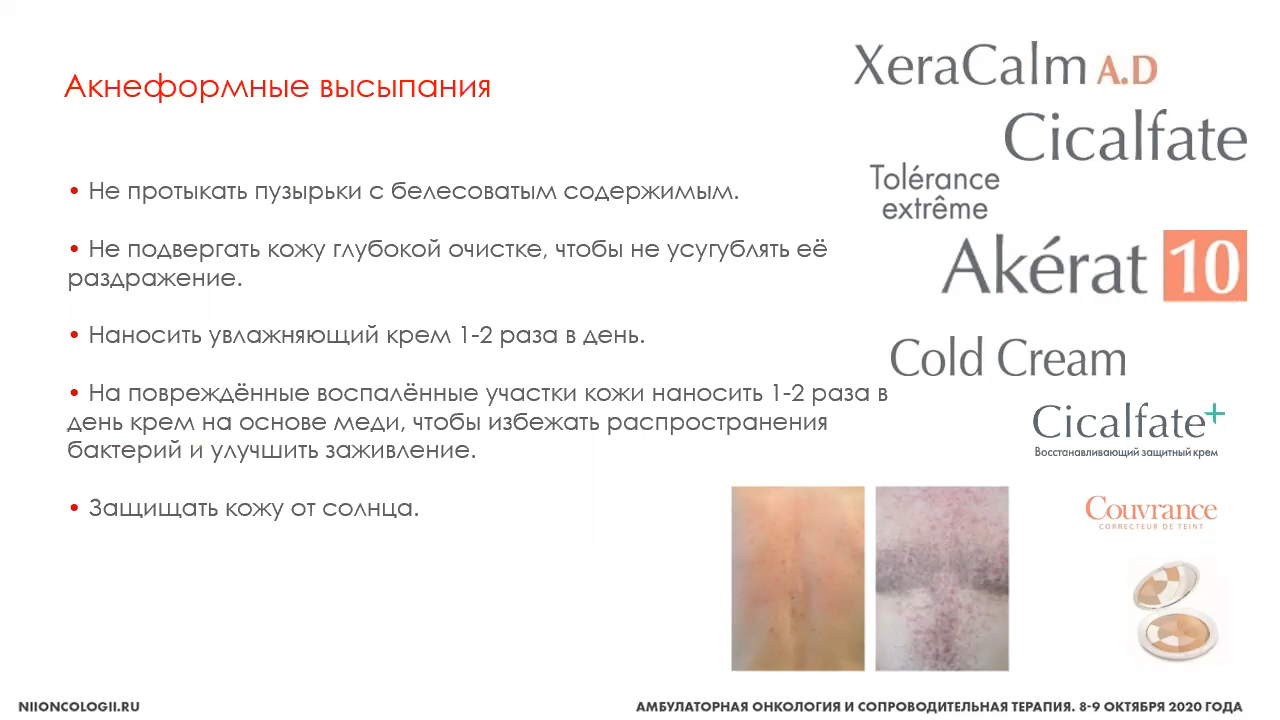 Акнеформные высыпания
• Не протыкать пузырьки с белесоватым содержимым.
• Не подвергать кожу глубокой очистке, чтобы не усугублять её
раздражение.
• Наносить увлажняющий крем 1-2 раза в день.
• На повреждённые воспалённые участки кожи наносить 1-2 раза в
день крем на основе меди, чтобы избежать распространения
бактерий и улучшить заживление.
• Защищать кожу от солнца.
XeraCalm A.D
Cicalfate
Tolérance
extrême
Akérat 10
Cold Cream
Cicalfate+
Восстанавливающий защитный крем
Couvrance
CORRECTEUR DE TEINT
NIIONCOLOGII.RU
АМБУЛАТОРНАЯ ОНКОЛОГИЯ И СОПРОВОДИТЕЛЬНАЯ ТЕРАПИЯ. 8-9 ОКТЯБРЯ 2020 ГОДА